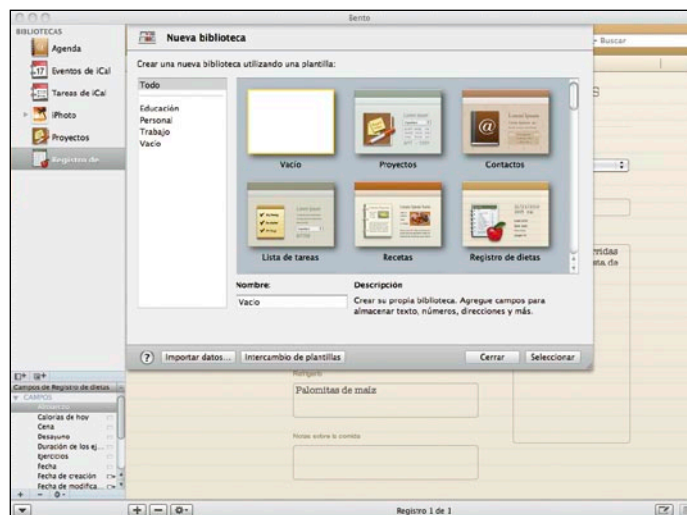 Bento
BIBLIOTECAS
Agenda
Eventos de iCal
Tareas de iCal
iPhoto
Proyectos
Registro de
Nueva biblioteca
Buscar
Crear una nueva biblioteca utilizando una plantilla:
Todo
Educación
Personal
Trabajo
Vacío
Vacío
Proyectos
Contactos
Lista de tareas
Recetas
Registro de dietas
Nombre:
Vacío
Descripción
Crear su propia biblioteca. Agregue campos para
almacenar texto, números, direcciones y más.
Importar datos...
Intercambio de plantillas
Cerrar
Seleccionar
Refrigerio
Palomitas de maíz
Notas sobre la comida
Campos de Registro de dietas
CAMPOS
Almuerzo
Calorías de hoy
Cena
Desayuno
Duración de los ej...
Ejercicios
Fecha
Fecha de creación
Fecha de modifica...
Registro 1 de 1